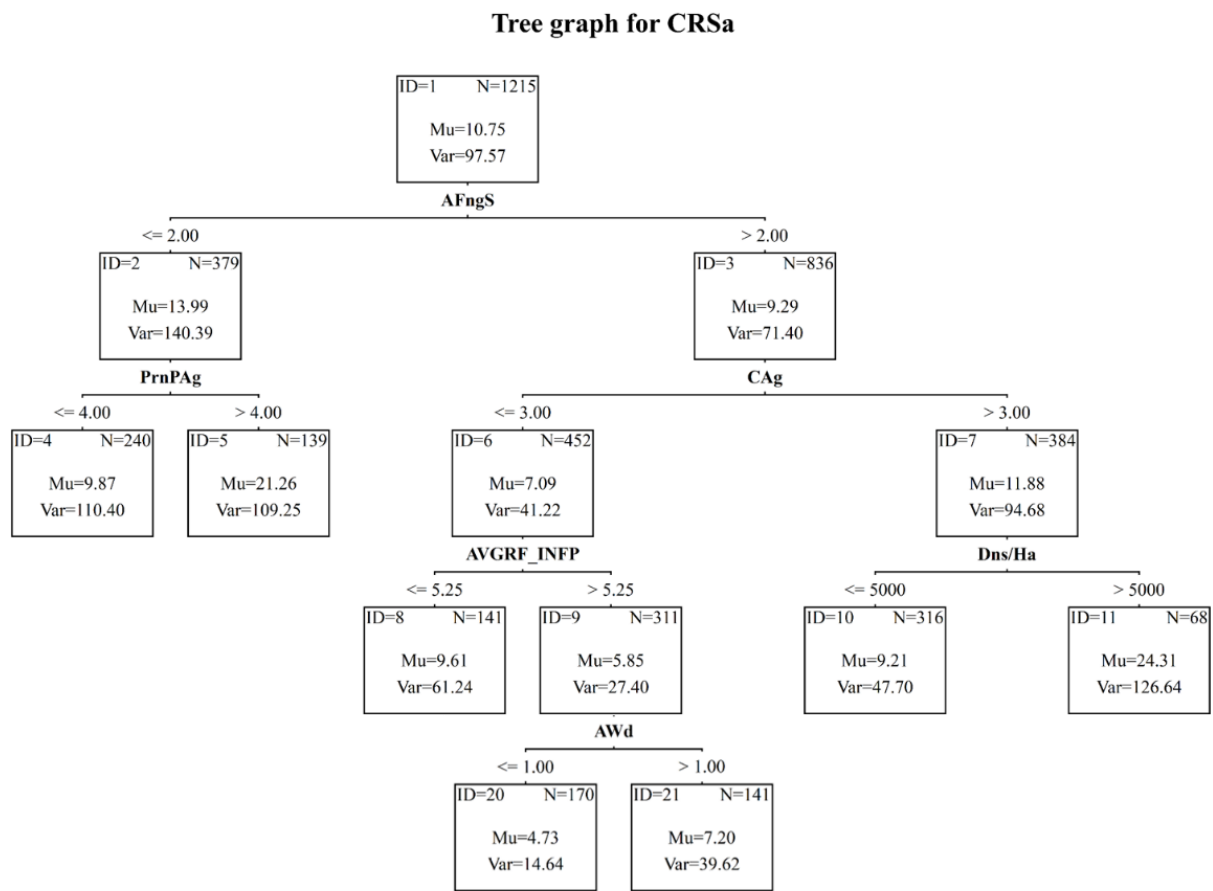 Tree graph for CRSa
ID=1 N=1215
Mu=10.75
Var=97.57
AFngS
<= 2.00 > 2.00
ID=2 N=379 ID=3 N=836
Mu=13.99 Mu=9.29
Var=140.39 Var=71.40
PrnPAg CAg
<= 4.00 > 4.00 <= 3.00 > 3.00
ID=4 N=240 ID=5 N=139 ID=6 N=452 ID=7 N=384
Mu=9.87 Mu=21.26 Mu=7.09 Mu=11.88
Var=110.40 Var=109.25 Var=41.22 Var=94.68
AVGRF_INFP Dns/Ha
<= 5.25 > 5.25 <= 5000 > 5000
ID=8 N=141 ID=9 N=311 ID=10 N=316 ID=11 N=68
Mu=9.61 Mu=5.85 Mu=9.21 Mu=24.31
Var=61.24 Var=27.40 Var=47.70 Var=126.64
AWd
<= 1.00 > 1.00
ID=20 N=170 ID=21 N=141
Mu=4.73 Mu=7.20
Var=14.64 Var=39.62